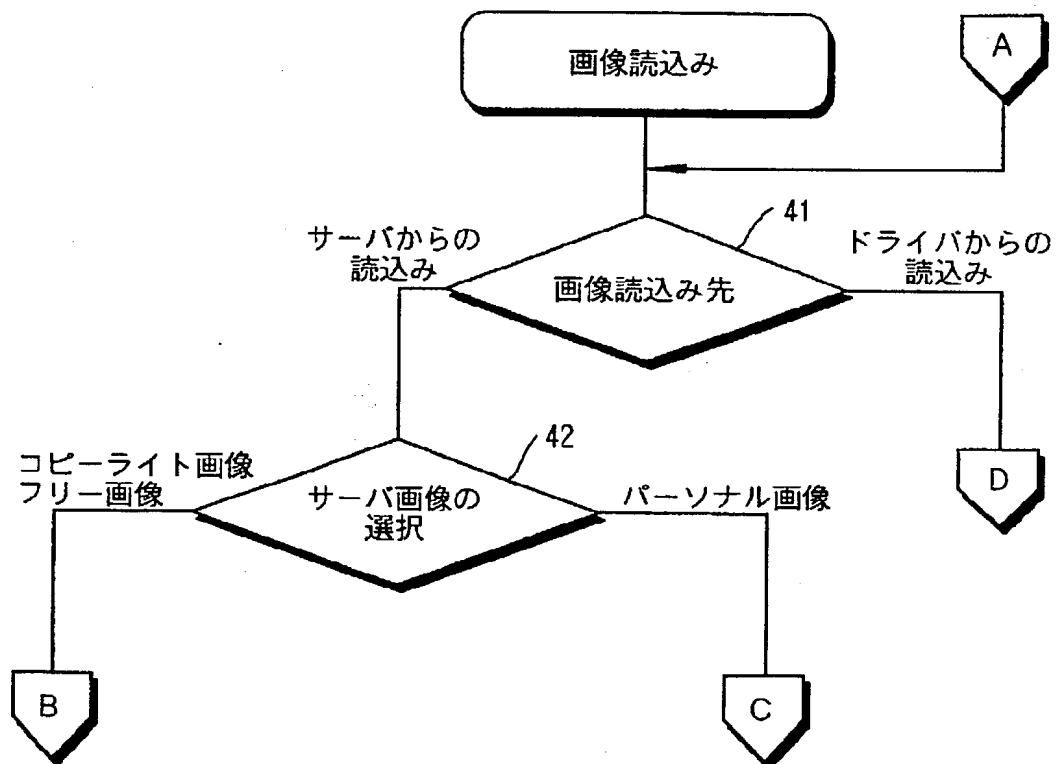 画像読込み
A
41
サーバからの
読込み
画像読込み先
ドライバからの
読込み
42
コピーライト画像
フリー画像
サーバ画像の
選択
パーソナル画像
D
B
C